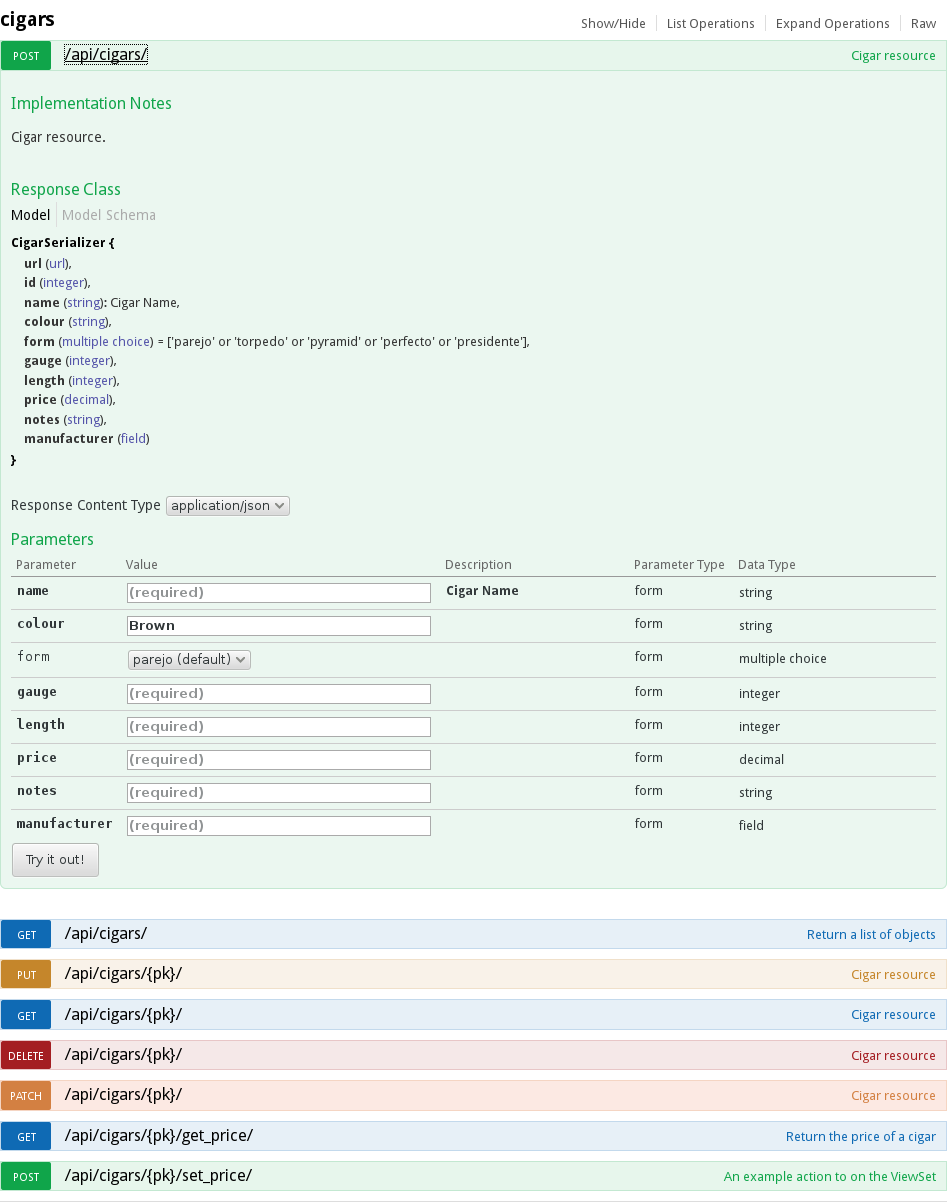 cigars
Show/Hide List Operations Expand Operations Raw
POST /api/cigars/ Cigar resource
Implementation Notes
Cigar resource.
Response Class
Model Model Schema
CigarSerializer {
url (url),
id (integer),
name (string): Cigar Name,
colour (string),
form (multiple choice) = ['parejo' or 'torpedo' or 'pyramid' or 'perfecto' or 'presidente'],
gauge (integer),
length (integer),
price (decimal),
notes (string),
manufacturer (field)
}
Response Content Type application/json
Parameters
Parameter Value Description Parameter Type Data Type
name (required) Cigar Name form string
colour Brown form string
form parejo (default) form multiple choice
gauge (required) form integer
length (required) form integer
price (required) form decimal
notes (required) form string
manufacturer (required) form field
Try it out!
GET /api/cigars/ Return a list of objects
PUT /api/cigars/{pk}/ Cigar resource
GET /api/cigars/{pk}/ Cigar resource
DELETE /api/cigars/{pk}/ Cigar resource
PATCH /api/cigars/{pk}/ Cigar resource
GET /api/cigars/{pk}/get_price/ Return the price of a cigar
POST /api/cigars/{pk}/set_price/ An example action to on the ViewSet